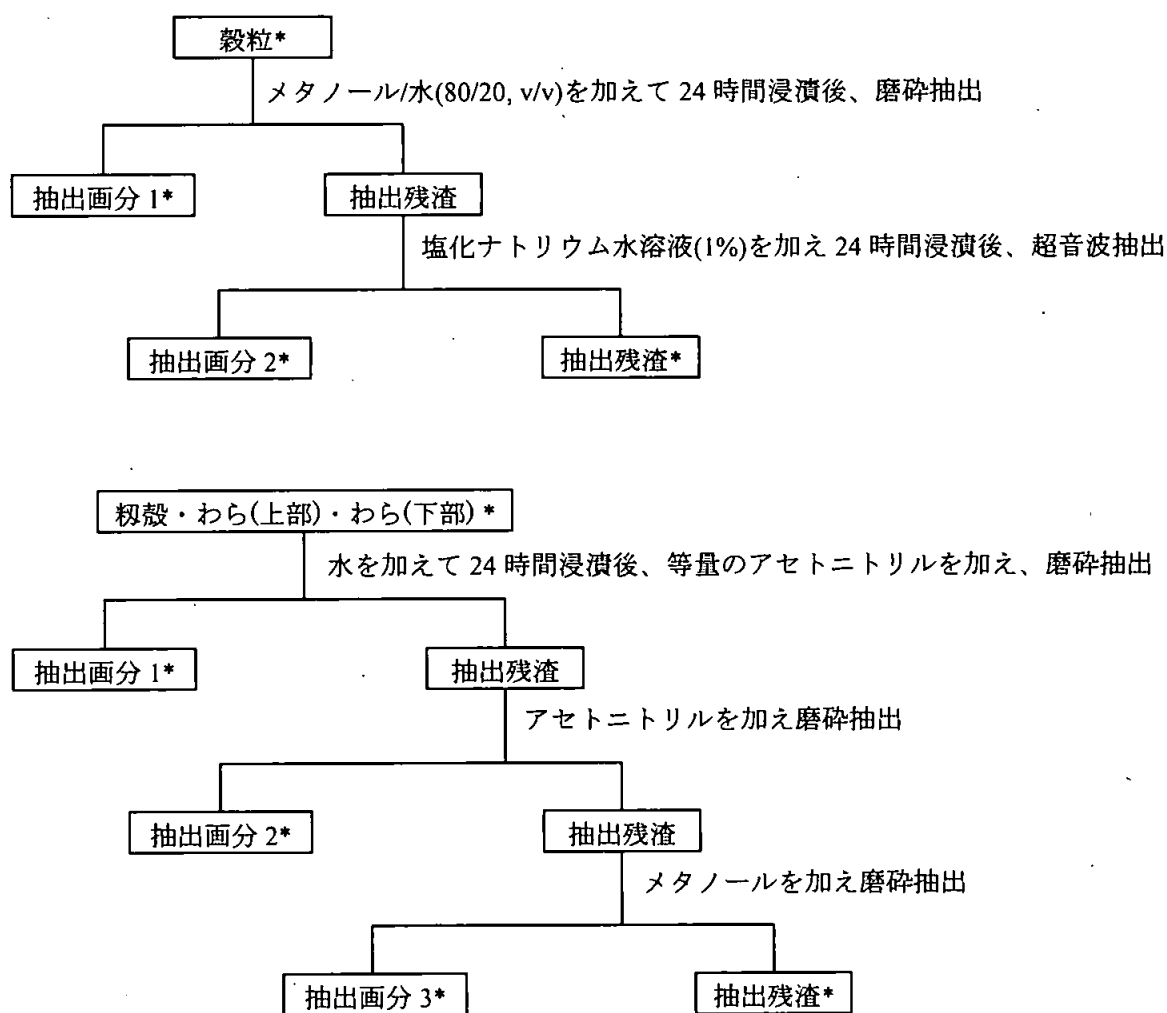 穀粒*
メタノール/水(80/20, v/v)を加えて 24 時間浸漬後、磨砕抽出
抽出画分 1*
抽出残渣
塩化ナトリウム水溶液(1%)を加え 24 時間浸漬後、超音波抽出
抽出画分 2*
抽出残渣*
籾殻・わら(上部)・わら(下部) *
水を加えて 24 時間浸漬後、等量のアセトニトリルを加え、磨砕抽出
抽出画分 1*
抽出残渣
アセトニトリルを加え磨砕抽出
抽出画分 2*
抽出残渣
メタノールを加え磨砕抽出
抽出画分 3*
抽出残渣*